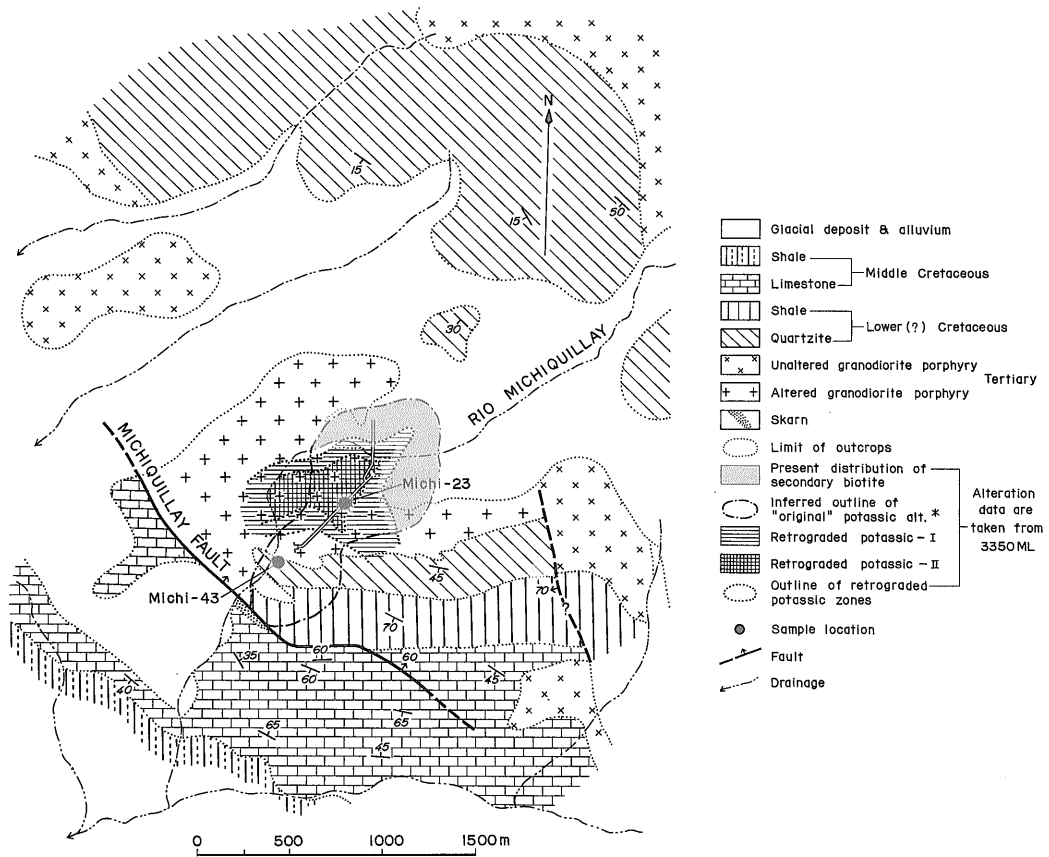 N
15
15
50
30
RIO MICHIQUILLAY
MICHIQUILLAY FAULT
Michi-23
Michi-43
45
70
70
?
60
60
60
35
45
40
65
65
45
0 500 1000 1500 m
Glacial deposit & alluvium
Shale
Limestone
Middle Cretaceous
Shale
Quartzite
Lower (?) Cretaceous
Unaltered granodiorite porphyry
Altered granodiorite porphyry
Tertiary
Skarn
Limit of outcrops
Present distribution of
secondary biotite
Inferred outline of
"original" potassic alt. *
Retrograded potassic - I
Retrograded potassic - II
Outline of retrograded
potassic zones
Alteration
data are
taken from
3350 ML
Sample location
Fault
Drainage